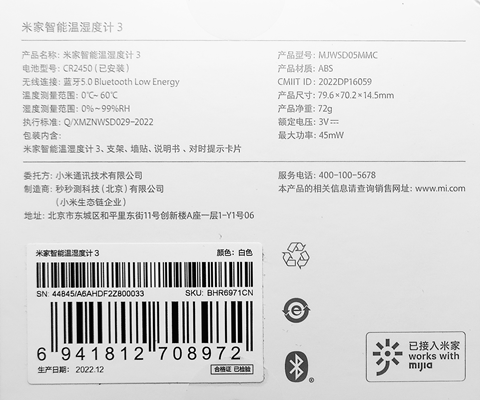 米家智能温湿度计 3
产品名称: 米家智能温湿度计 3
电池型号: CR2450 (已安装)
无线连接: 蓝牙5.0 Bluetooth Low Energy
温度测量范围: 0℃~ 60℃
湿度测量范围: 0%~ 99%RH
执行标准: Q/XMZNWSD029-2022
包装内含:
米家智能温湿度计 3、支架、墙贴、说明书 、对时提示卡片
产品型号: MJWSD05MMC
产品材质: ABS
CMIIT ID: 2022DP16059
产品尺寸: 79.6×70.2×14.5mm
产品净重: 72g
额定电压: 3V⎓
最大功率: 45mW
委托方: 小米通讯技术有限公司
制造商: 秒秒测科技(北京)有限公司
(小米生态链企业)
地址: 北京市东城区和平里东街11号创新楼A座一层1-Y1号06
服务电话: 400-100-5678
本产品的相关信息请查询销售网址: www.mi.com
米家智能温湿度计 3 颜色: 白色
SN: 44845/A6AHDF2Z800033 SKU: BHR6971CN
6 941812 708972
生产日期: 2022.12 合格证 已检验
e
已接入米家
works with
mijia